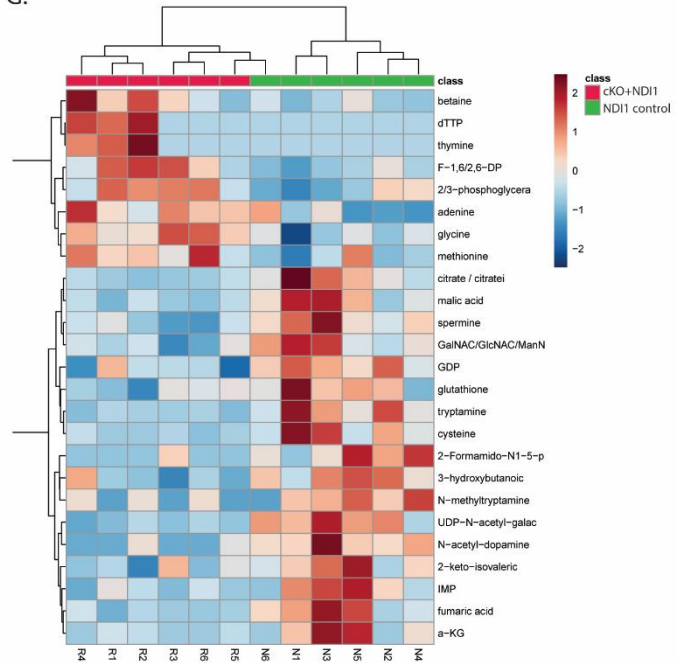 G.
class
betaine
dTTP
thymine
F−1,6/2,6−DP
2/3−phosphoglycera
adenine
glycine
methionine
citrate / citratei
malic acid
spermine
GalNAC/GlcNAC/ManN
GDP
glutathione
tryptamine
cysteine
2−Formamido−N1−5−p
3−hydroxybutanoic
N−methyltryptamine
UDP−N−acetyl−galac
N−acetyl−dopamine
2−keto−isovaleric
IMP
fumaric acid
a−KG
R4 R1 R2 R3 R6 R5 N6 N1 N3 N5 N2 N4
2
1
0
−1
−2
class
cKO+NDI1
NDI1 control